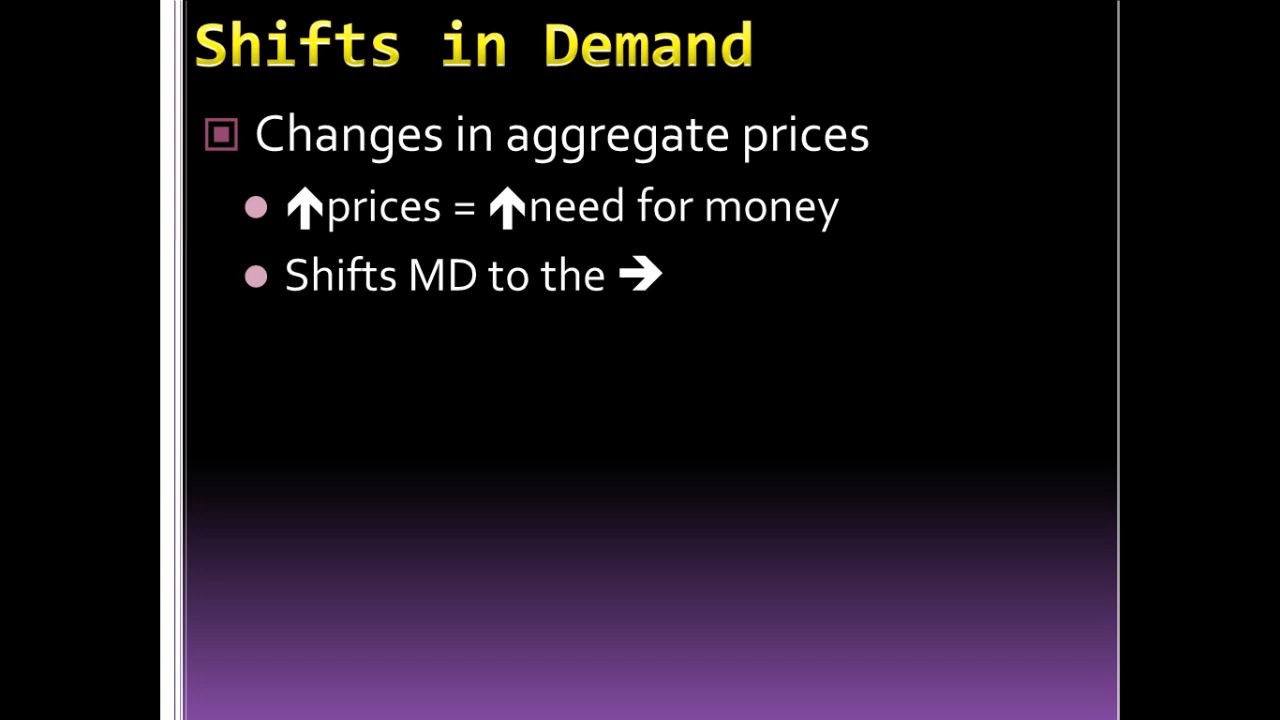 Shifts in Demand
Changes in aggregate prices
↑prices = ↑need for money
Shifts MD to the →